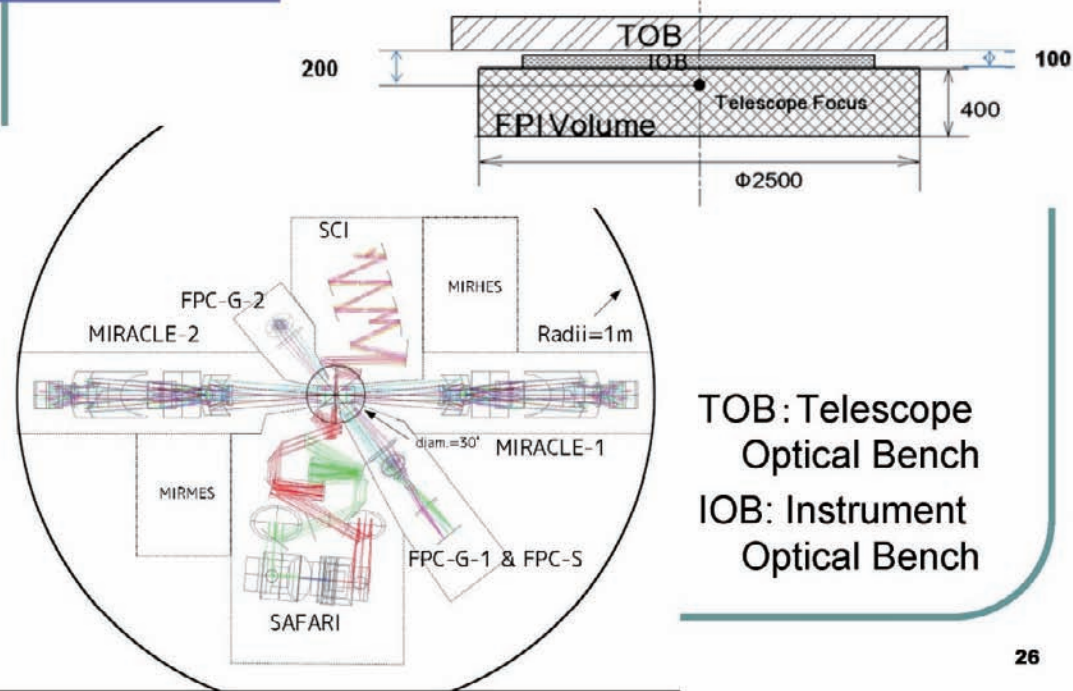 TOB
200
IOB
100
Telescope Focus
400
FPI Volume
Φ2500
SCI
MIRHES
FPC-G-2
MIRACLE-2
Radii=1m
diam.=30'
MIRACLE-1
MIRMES
FPC-G-1 & FPC-S
SAFARI
TOB: Telescope
Optical Bench
IOB: Instrument
Optical Bench
26